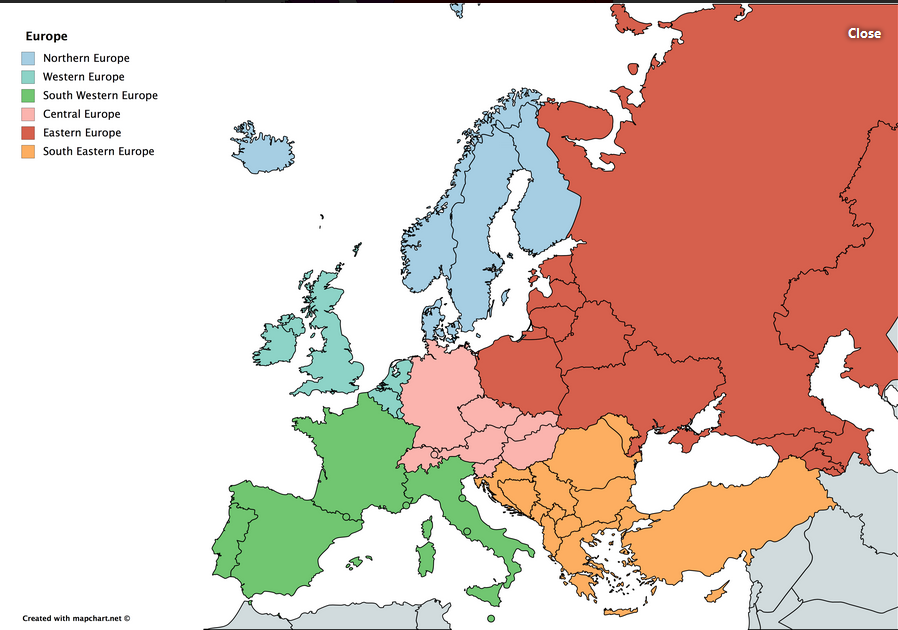 Europe
Close
Northern Europe
Western Europe
South Western Europe
Central Europe
Eastern Europe
South Eastern Europe
Created with mapchart.net ©